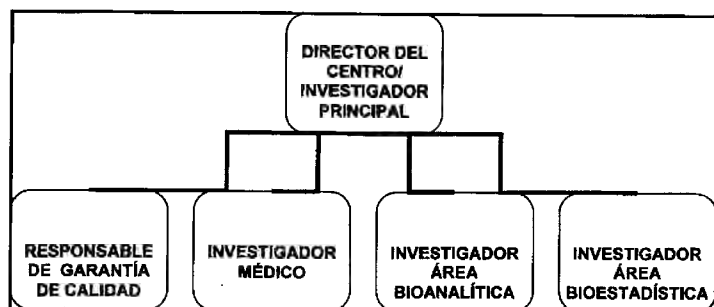 DIRECTOR DEL
CENTRO/
INVESTIGADOR
PRINCIPAL
RESPONSABLE
DE GARANTÍA
DE CALIDAD
INVESTIGADOR
MÉDICO
INVESTIGADOR
ÁREA
BIOANALÍTICA
INVESTIGADOR
ÁREA
BIOESTADÍSTICA